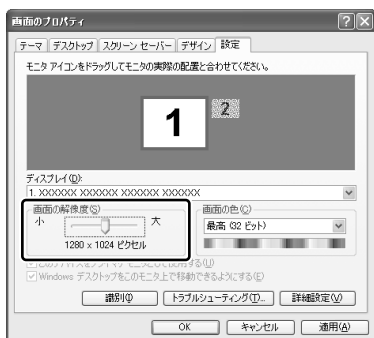 画面のプロパティ
テーマ デスクトップ スクリーン セーバー デザイン 設定
モニタ アイコンをドラッグしてモニタの実際の配置と合わせてください。
1 2
ディスプレイ(D):
1. XXXXXXX XXXXXX XXXXXXX XXXXXX
画面の解像度(S)
小 大
1280 x 1024 ピクセル
画面の色(C)
最高 (32 ビット)
Windows デスクトップをこのモニタ上で移動できるようにする(E)
識別(I) トラブルシューティング(T)... 詳細設定(V)
OK キャンセル 適用(A)